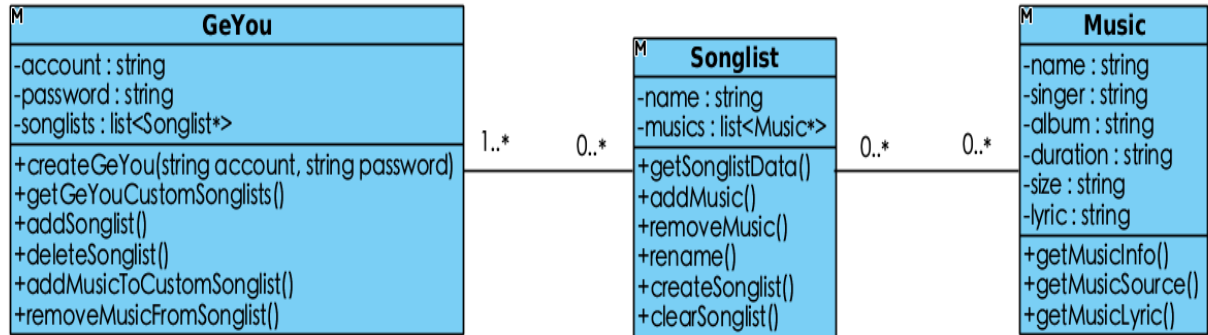 M
GeYou
-account : string
-password : string
-songlists : list<Songlist*>
+createGeYou(string account, string password)
+getGeYouCustomSonglists()
+addSonglist()
+deleteSonglist()
+addMusicToCustomSonglist()
+removeMusicFromSonglist()
1..*
0..*
M
Songlist
-name : string
-musics : list<Music*>
+getSonglistData()
+addMusic()
+removeMusic()
+rename()
+createSonglist()
+clearSonglist()
0..*
0..*
M
Music
-name : string
-singer : string
-album : string
-duration : string
-size : string
-lyric : string
+getMusicInfo()
+getMusicSource()
+getMusicLyric()